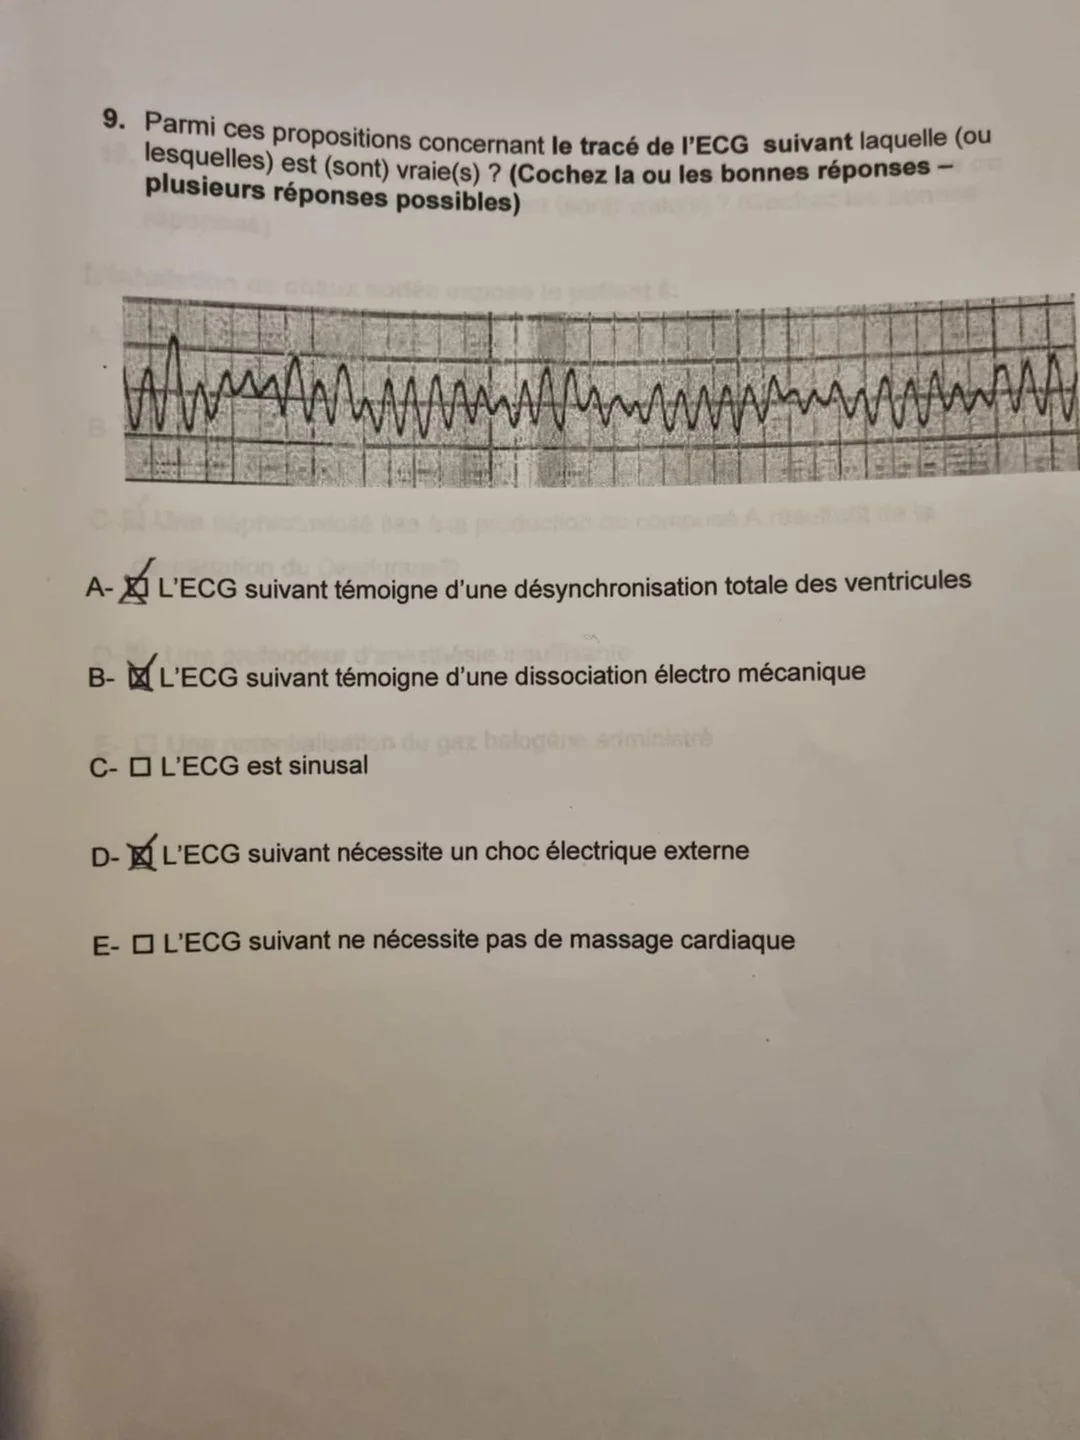 9. Parmi ces propositions concernant le tracé de l'ECG suivant laquelle (ou
lesquelles) est (sont) vraie(s) ? (Cochez la ou les bonnes réponses –
plusieurs réponses possibles)
A- ☒ L'ECG suivant témoigne d'une désynchronisation totale des ventricules
B- ☒ L'ECG suivant témoigne d'une dissociation électro mécanique
C- ☐ L'ECG est sinusal
D- ☒ L'ECG suivant nécessite un choc électrique externe
E- ☐ L'ECG suivant ne nécessite pas de massage cardiaque